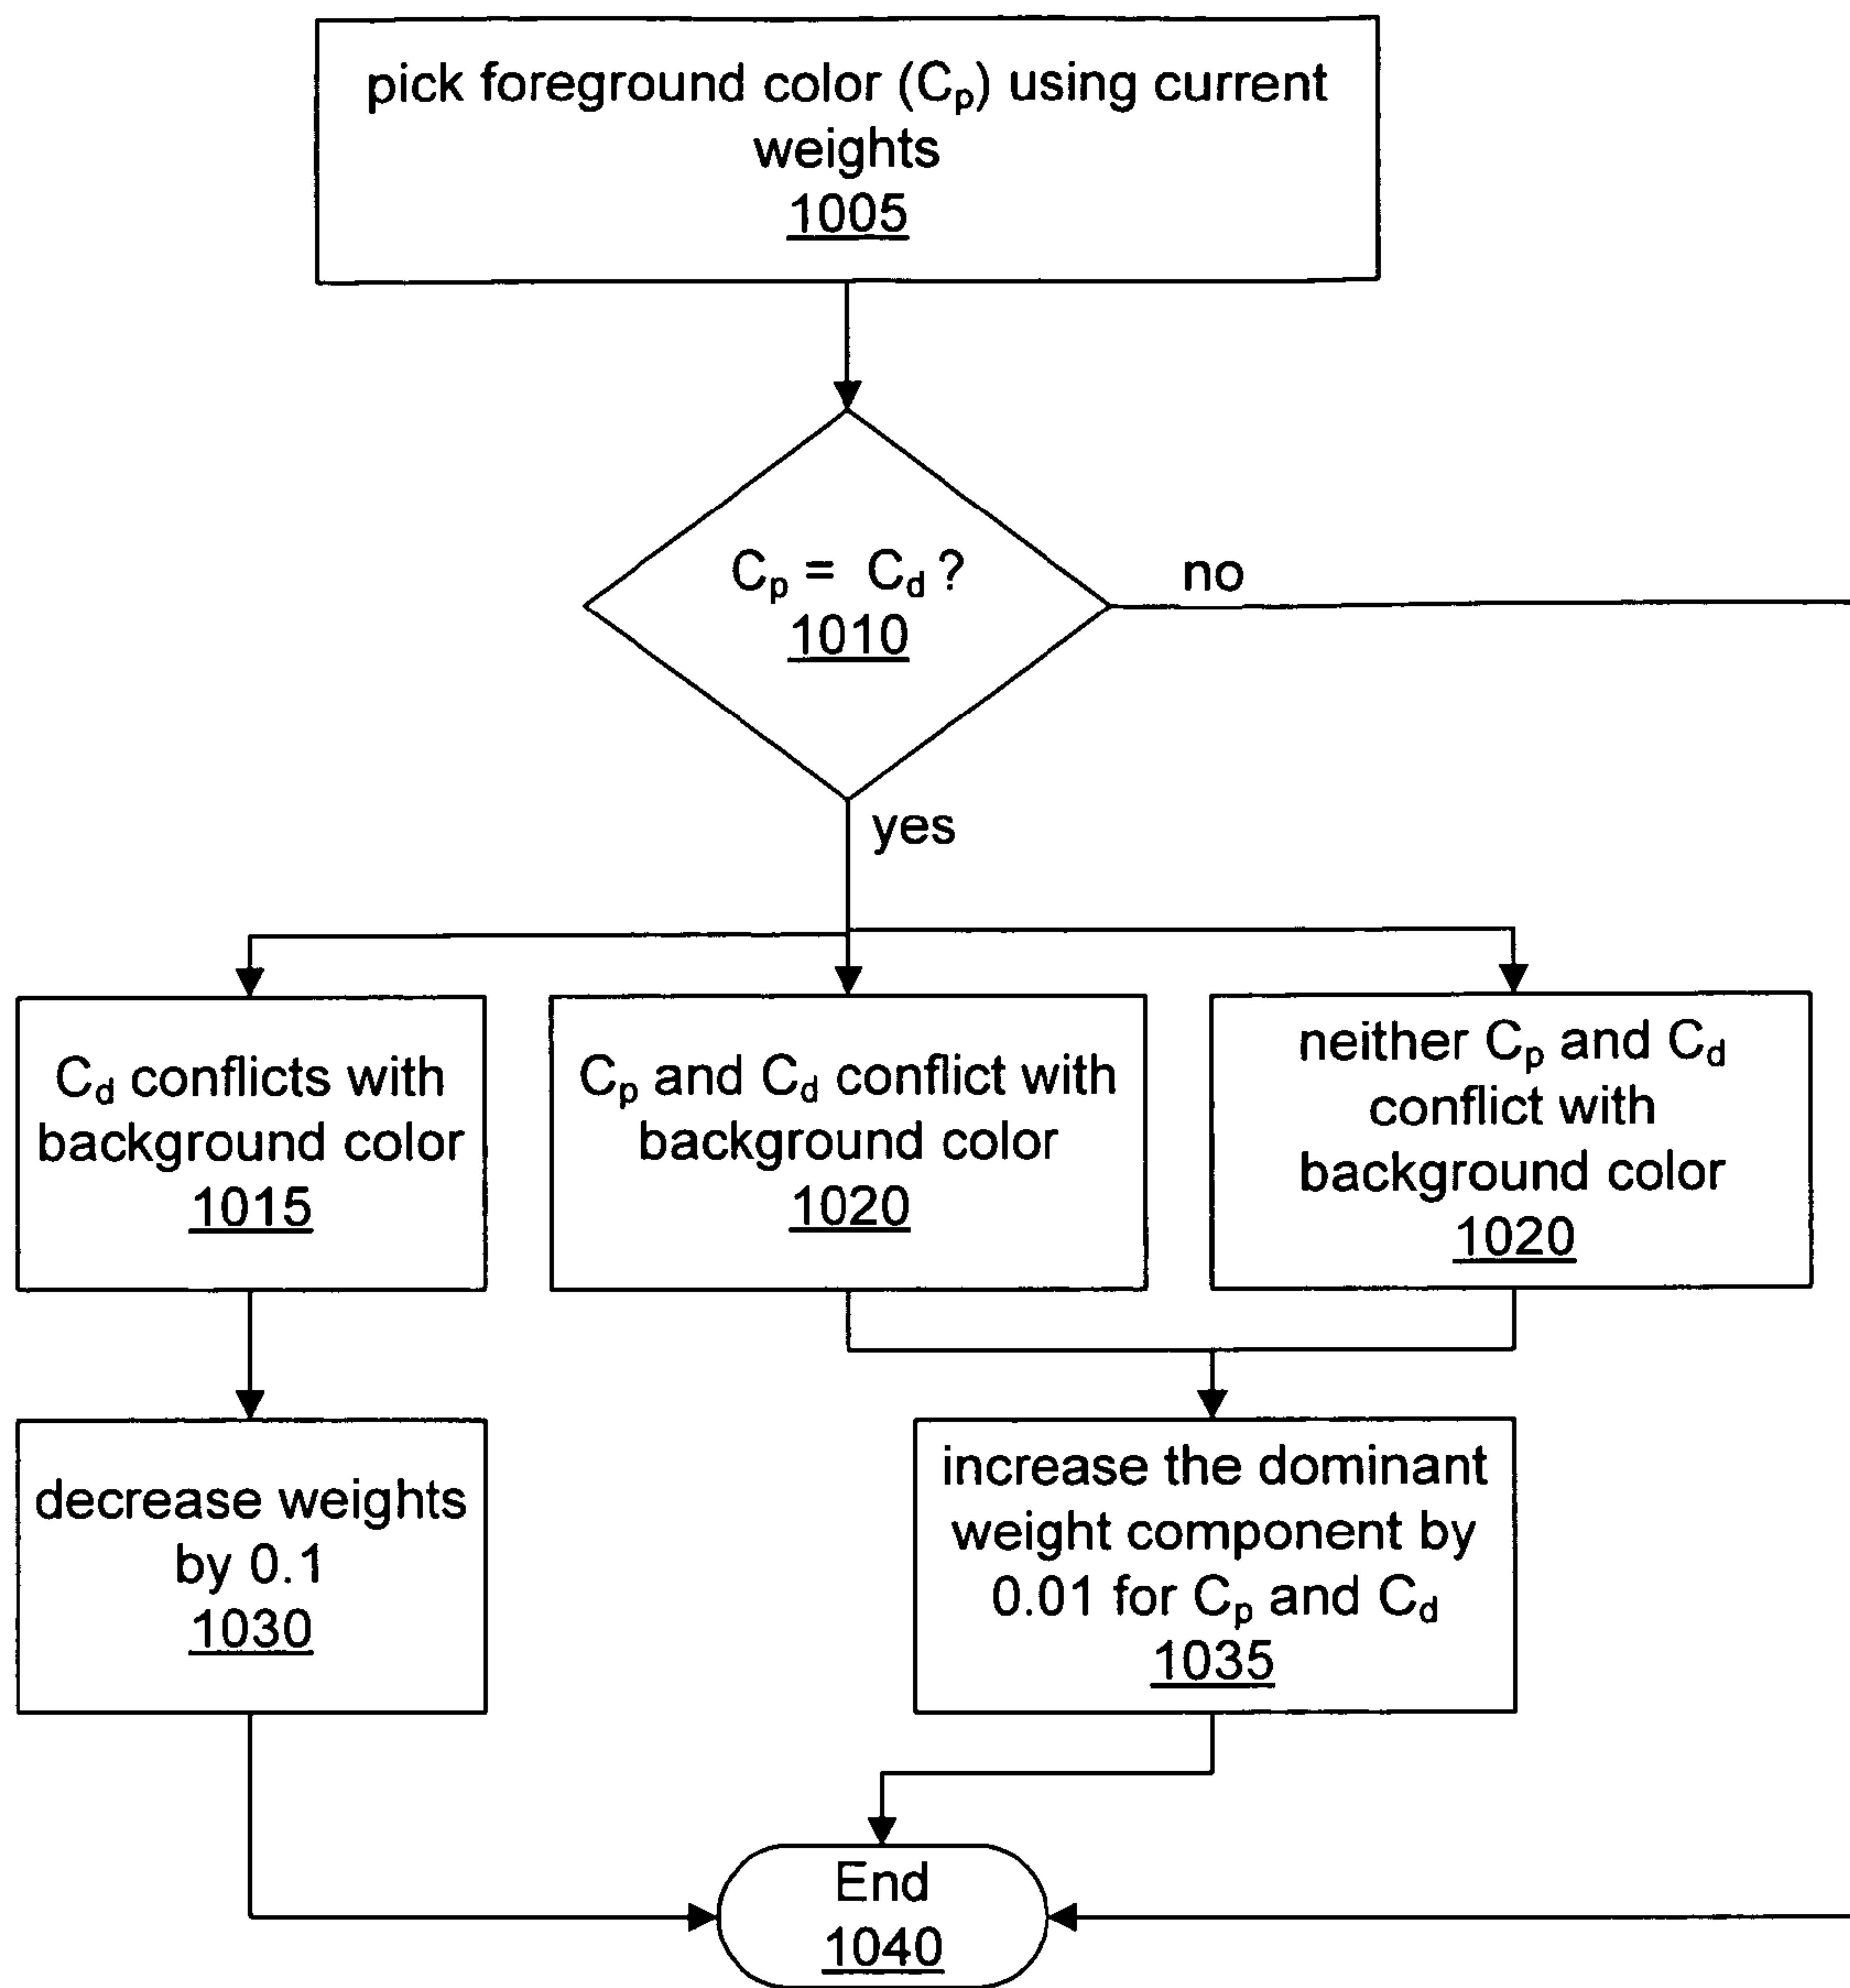 pick foreground color (Cp) using current
weights
1005
Cp = Cd ?
1010
no
yes
Cd conflicts with
background color
1015
Cp and Cd conflict with
background color
1020
neither Cp and Cd
conflict with
background color
1020
decrease weights
by 0.1
1030
increase the dominant
weight component by
0.01 for Cp and Cd
1035
End
1040